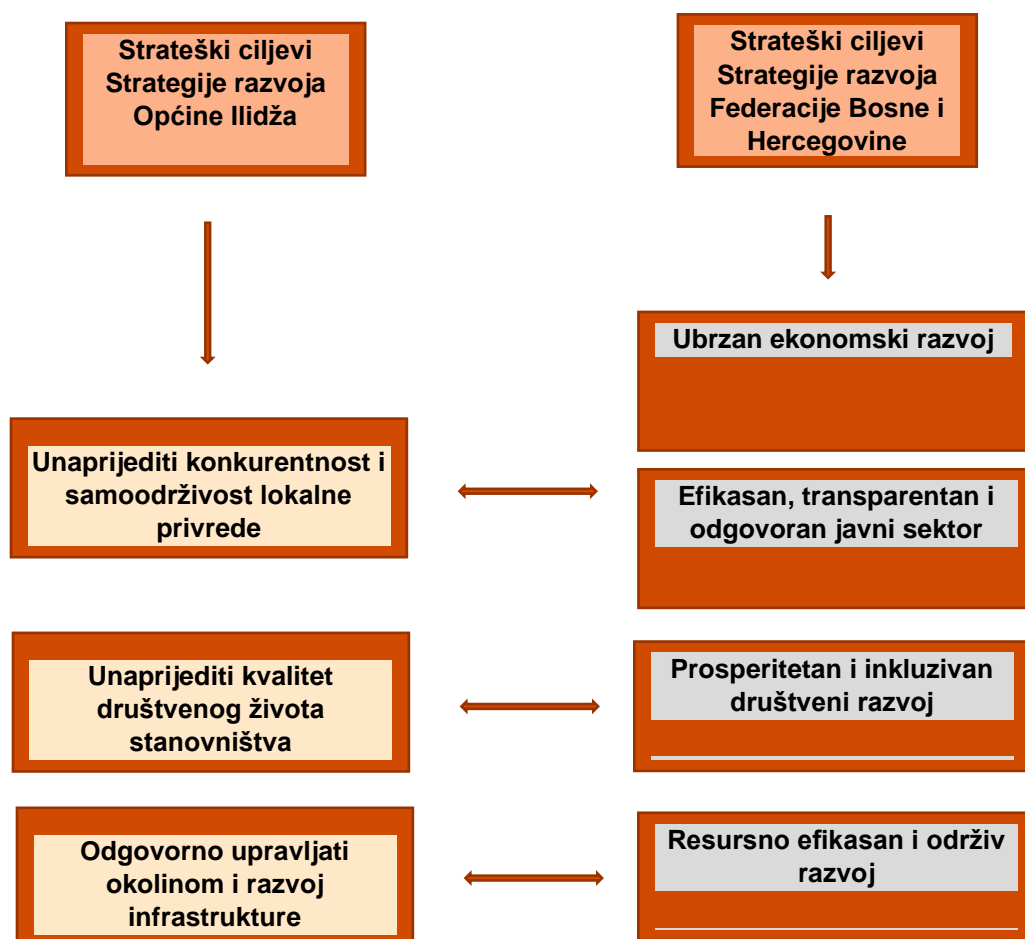 Strateški ciljevi
Strategije razvoja
Općine Ilidža
Strateški ciljevi
Strategije razvoja
Federacije Bosne i
Hercegovine
Ubrzan ekonomski razvoj
Unaprijediti konkurentnost i
samoodrživost lokalne
privrede
Efikasan, transparentan i
odgovoran javni sektor
Unaprijediti kvalitet
društvenog života
stanovništva
Prosperitetan i inkluzivan
društveni razvoj
Odgovorno upravljati
okolinom i razvoj
infrastrukture
Resursno efikasan i održiv
razvoj